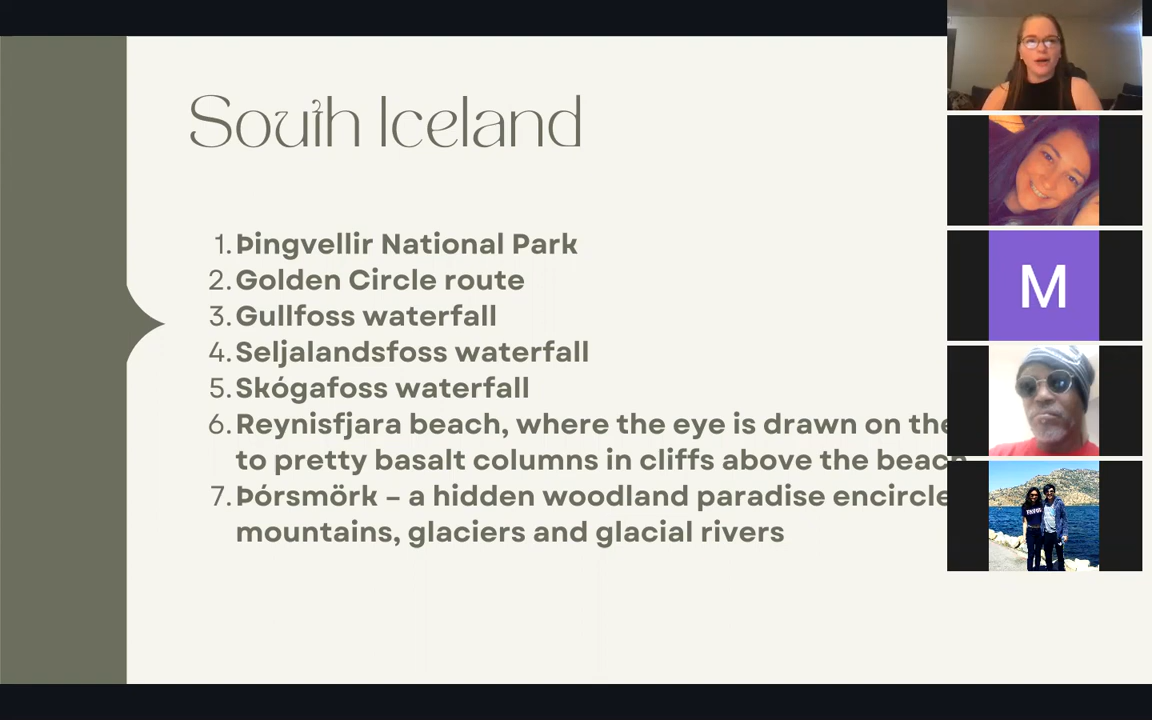 South Iceland
1. Þingvellir National Park
2. Golden Circle route
3. Gullfoss waterfall
4. Seljalandsfoss waterfall
5. Skógafoss waterfall
6. Reynisfjara beach, where the eye is drawn on the
to pretty basalt columns in cliffs above the beach
7. Þórsmörk – a hidden woodland paradise encircle
mountains, glaciers and glacial rivers
M